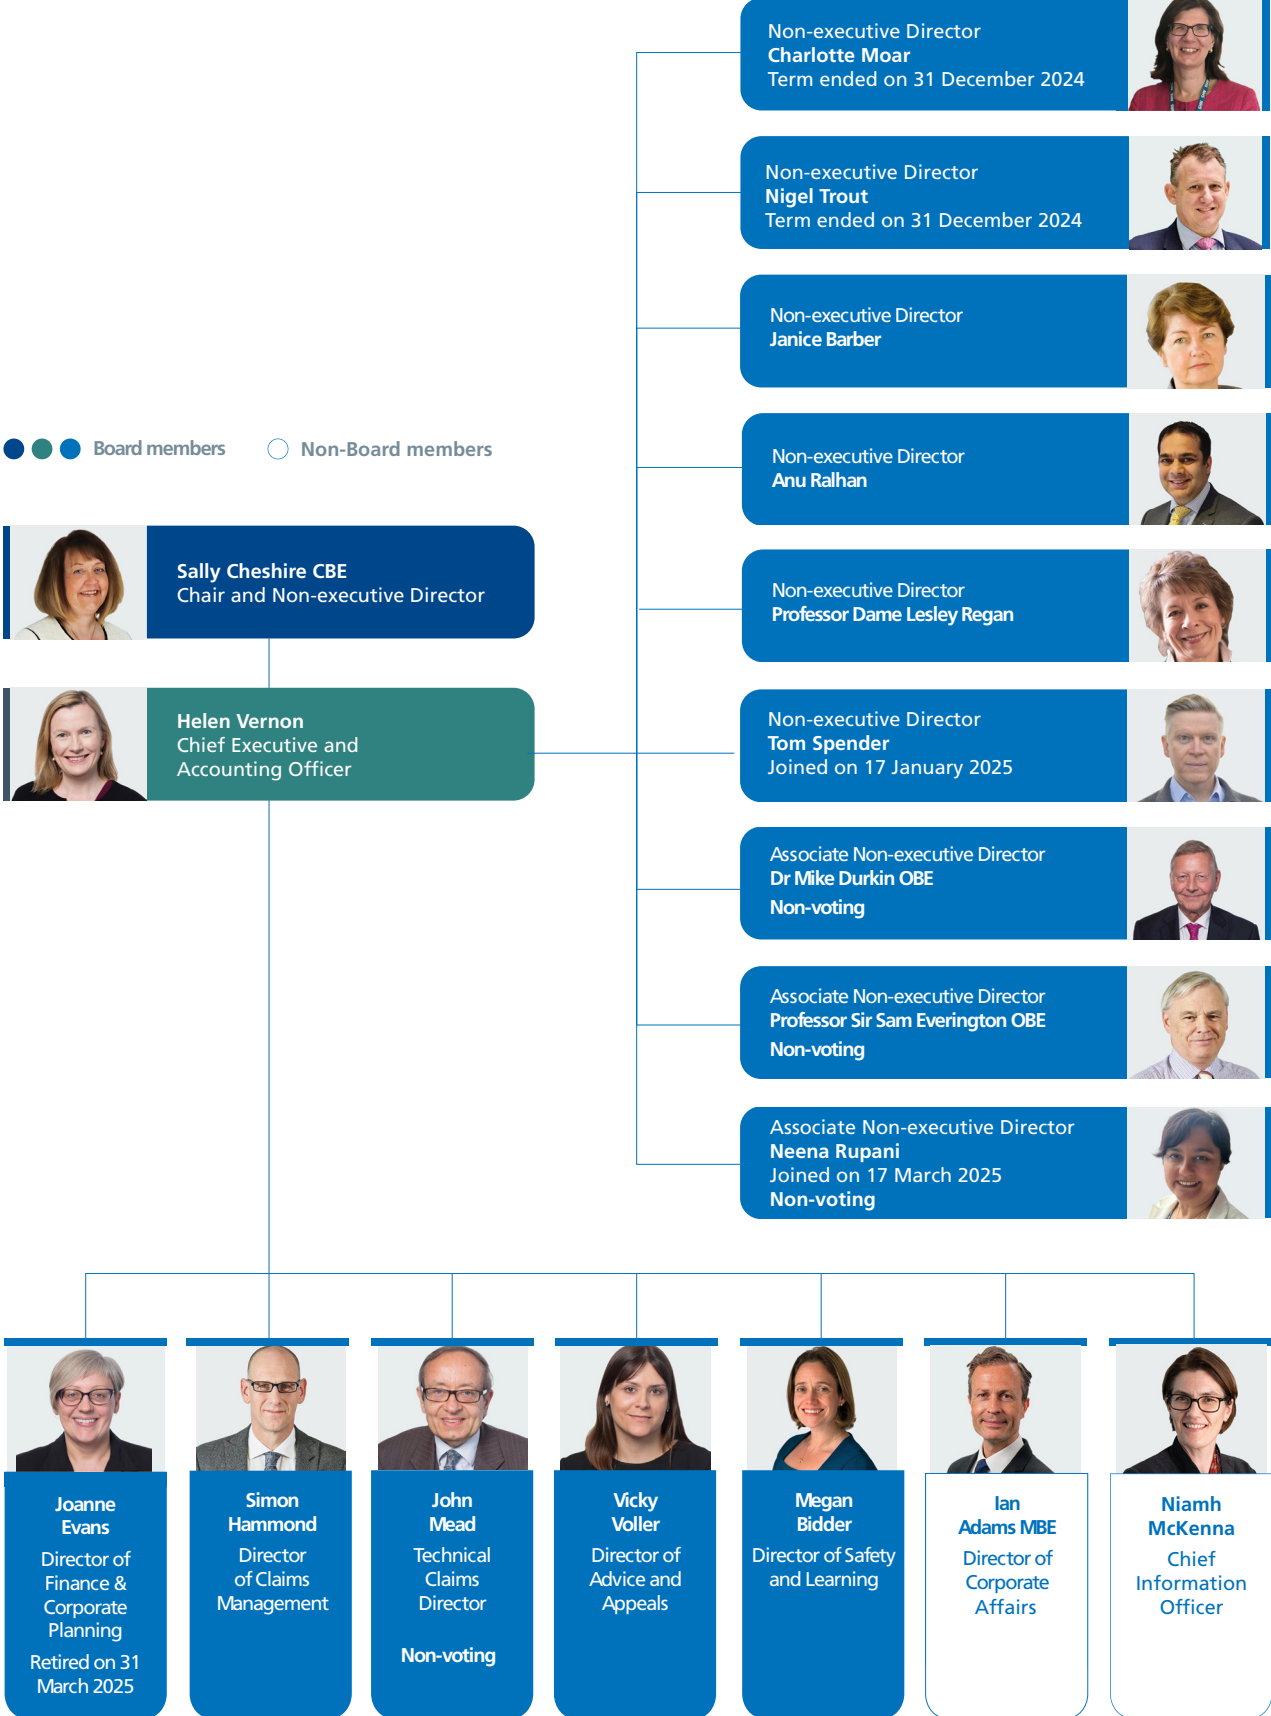 Non-executive Director
Charlotte Moar
Term ended on 31 December 2024
Non-executive Director
Nigel Trout
Term ended on 31 December 2024
Non-executive Director
Janice Barber
Board members
Non-Board members
Non-executive Director
Anu Ralhan
Sally Cheshire CBE
Chair and Non-executive Director
Non-executive Director
Professor Dame Lesley Regan
Helen Vernon
Chief Executive and
Accounting Officer
Non-executive Director
Tom Spender
Joined on 17 January 2025
Associate Non-executive Director
Dr Mike Durkin OBE
Non-voting
Associate Non-executive Director
Professor Sir Sam Everington OBE
Non-voting
Associate Non-executive Director
Neena Rupani
Joined on 17 March 2025
Non-voting
Joanne
Evans
Director of
Finance &
Corporate
Planning
Retired on 31
March 2025
Simon
Hammond
Director
of Claims
Management
John
Mead
Technical
Claims
Director
Non-voting
Vicky
Voller
Director of
Advice and
Appeals
Megan
Bidder
Director of Safety
and Learning
Ian
Adams MBE
Director of
Corporate
Affairs
Niamh
McKenna
Chief
Information
Officer